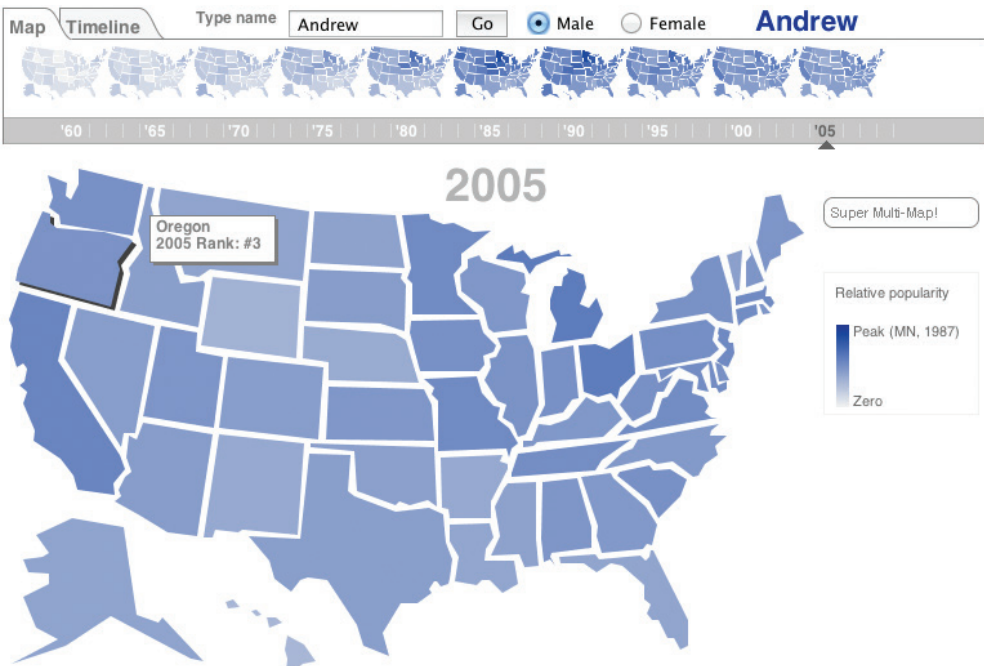 Map Timeline Type name Andrew Go Male Female Andrew
'60 '65 '70 '75 '80 '85 '90 '95 '00 '05
2005
Super Multi-Map!
Oregon
2005 Rank: #3
Relative popularity
Peak (MN, 1987)
Zero